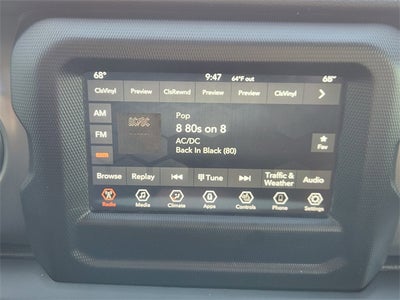 68° 9:47 64°F out 68°
ClsVinyl Preview ClsRewnd Preview Preview ClsVinyl
AM
AC/DC
Pop
8 80s on 8
FM
AC/DC
Back In Black (80)
Fav
Browse Replay Tune Traffic & Weather Audio
Radio Media Climate Apps Controls Phone Settings